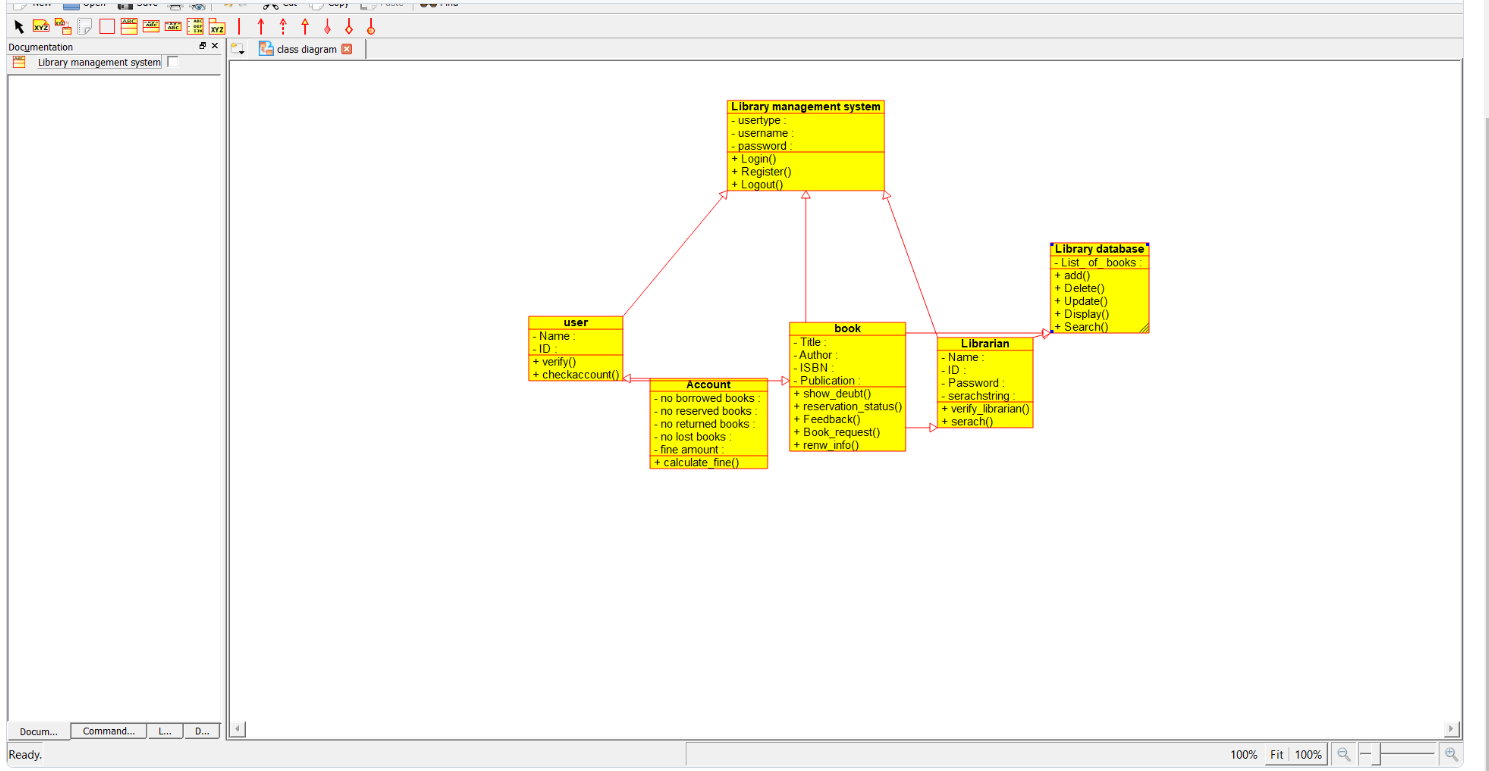 New Open Save Cut Copy Paste Find
Documentation
Library management system
class diagram
Library management system
- usertype :
- username :
- password :
+ Login()
+ Register()
+ Logout()
Library database
- List_of_books :
+ add()
+ Delete()
+ Update()
+ Display()
+ Search()
user
- Name :
- ID :
+ verify()
+ checkaccount()
Account
- no borrowed books :
- no reserved books :
- no returned books :
- no lost books :
- fine amount :
+ calculate_fine()
book
- Title :
- Author :
- ISBN :
- Publication :
+ show_deubt()
+ reservation_status()
+ Feedback()
+ Book_request()
+ renw_info()
Librarian
- Name :
- ID :
- Password :
- serachstring :
+ verify_librarian()
+ serach()
Docum... Command... L... D...
Ready.
100% Fit 100%